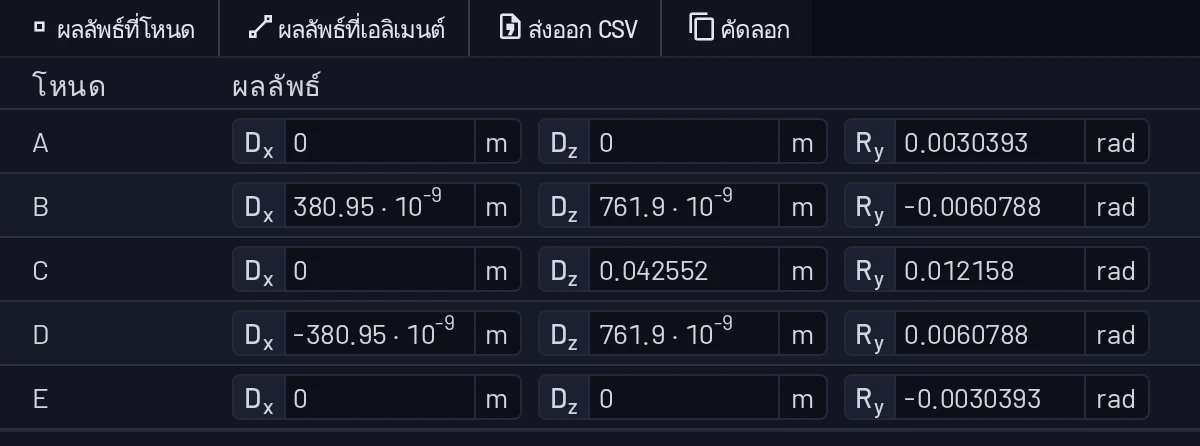 ผลลัพธ์ที่โหนด ผลลัพธ์ที่เอลิเมนต์ ส่งออก CSV คัดลอก
โหนด ผลลัพธ์
A Dx 0 m Dz 0 m Ry 0.0030393 rad
B Dx 380.95 · 10^-9 m Dz 761.9 · 10^-9 m Ry -0.0060788 rad
C Dx 0 m Dz 0.042552 m Ry 0.012158 rad
D Dx -380.95 · 10^-9 m Dz 761.9 · 10^-9 m Ry 0.0060788 rad
E Dx 0 m Dz 0 m Ry -0.0030393 rad